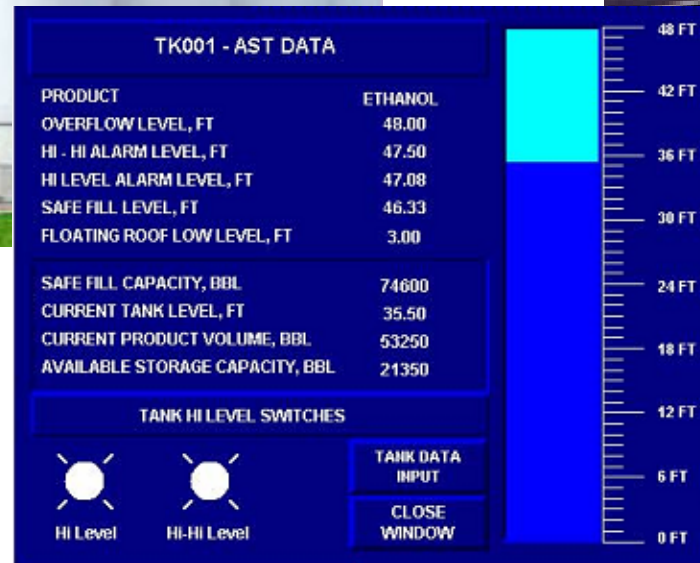 TK001 - AST DATA
PRODUCT ETHANOL
OVERFLOW LEVEL, FT 48.00
HI - HI ALARM LEVEL, FT 47.50
HI LEVEL ALARM LEVEL, FT 47.08
SAFE FILL LEVEL, FT 46.33
FLOATING ROOF LOW LEVEL, FT 3.00
SAFE FILL CAPACITY, BBL 74600
CURRENT TANK LEVEL, FT 35.50
CURRENT PRODUCT VOLUME, BBL 53250
AVAILABLE STORAGE CAPACITY, BBL 21350
TANK HI LEVEL SWITCHES
Hi Level
Hi-Hi Level
TANK DATA
INPUT
CLOSE
WINDOW
48 FT
42 FT
36 FT
30 FT
24 FT
18 FT
12 FT
6 FT
0 FT